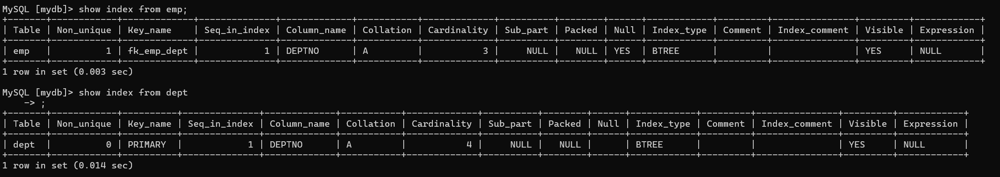 MySQL [mydb]> show index from emp;
+-------+------------+-------------+--------------+-------------+-----------+-------------+----------+--------+------+------------+---------+---------------+---------+------------+
| Table | Non_unique | Key_name    | Seq_in_index | Column_name | Collation | Cardinality | Sub_part | Packed | Null | Index_type | Comment | Index_comment | Visible | Expression |
+-------+------------+-------------+--------------+-------------+-----------+-------------+----------+--------+------+------------+---------+---------------+---------+------------+
| emp   |          1 | fk_emp_dept |            1 | DEPTNO      | A         |           3 |     NULL |   NULL | YES  | BTREE      |         |               | YES     | NULL       |
+-------+------------+-------------+--------------+-------------+-----------+-------------+----------+--------+------+------------+---------+---------------+---------+------------+
1 row in set (0.003 sec)

MySQL [mydb]> show index from dept
    -> ;
+-------+------------+----------+--------------+-------------+-----------+-------------+----------+--------+------+------------+---------+---------------+---------+------------+
| Table | Non_unique | Key_name | Seq_in_index | Column_name | Collation | Cardinality | Sub_part | Packed | Null | Index_type | Comment | Index_comment | Visible | Expression |
+-------+------------+----------+--------------+-------------+-----------+-------------+----------+--------+------+------------+---------+---------------+---------+------------+
| dept  |          0 | PRIMARY  |            1 | DEPTNO      | A         |           4 |     NULL |   NULL |      | BTREE      |         |               | YES     | NULL       |
+-------+------------+----------+--------------+-------------+-----------+-------------+----------+--------+------+------------+---------+---------------+---------+------------+
1 row in set (0.014 sec)